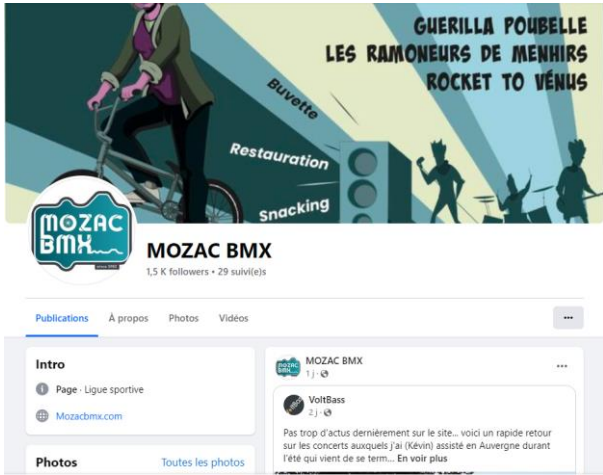 GUERILLA POUBELLE
LES RAMONEURS DE MENHIRS
ROCKET TO VÉNUS
Buvette
Restauration
Snacking
MOZAC
BMX
MOZAC BMX
1,5 K followers • 29 suivi(e)s
Publications
À propos
Photos
Vidéos
Intro
Page · Ligue sportive
Mozacbmx.com
Photos
Toutes les photos
MOZAC BMX
1 j ·
VoltBass
2 j ·
Pas trop d'actus dernièrement sur le site... voici un rapide retour
sur les concerts auxquels j'ai (Kévin) assisté en Auvergne durant
l'été qui vient de se term... En voir plus